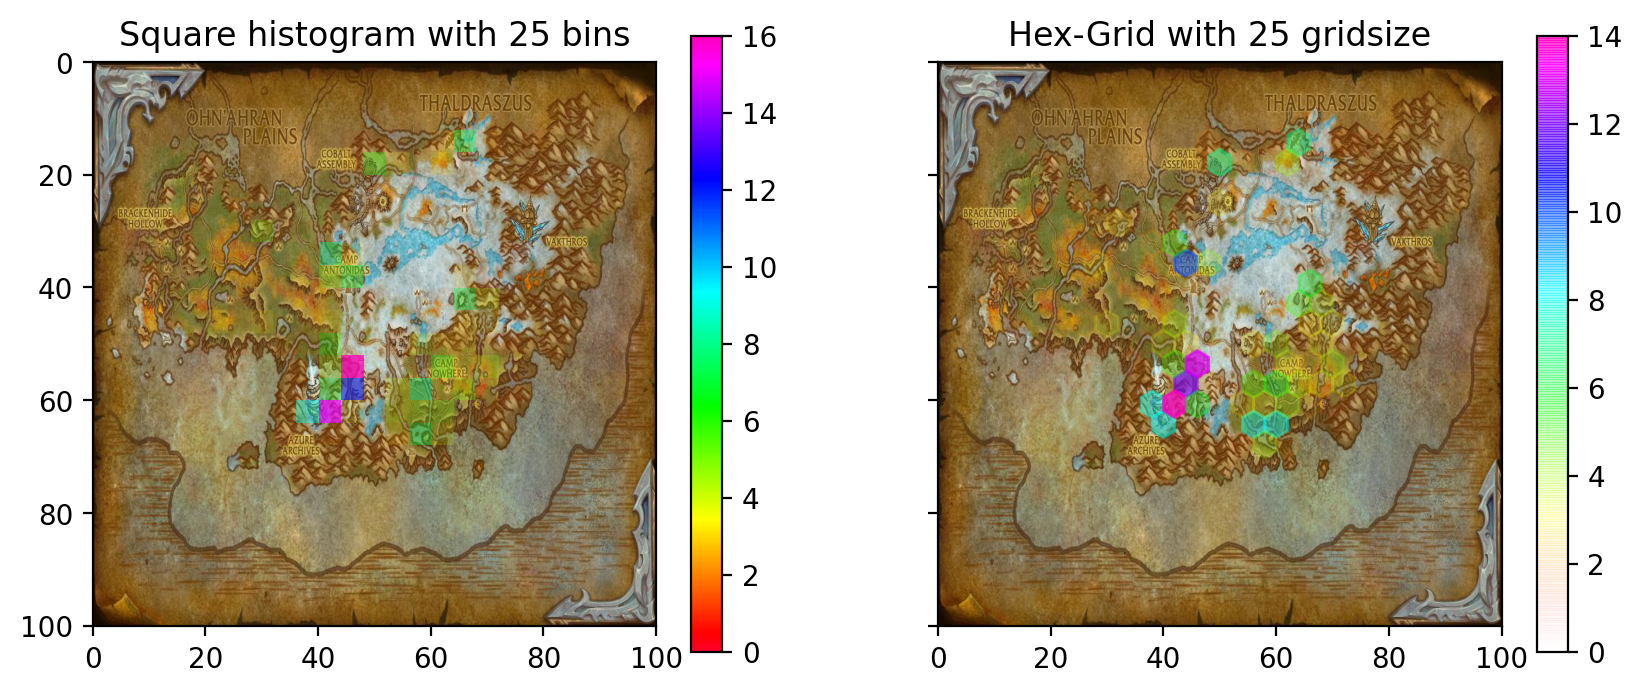 Square histogram with 25 bins
0
20
40
60
80
100
0
20
40
60
80
100
OHN'AHRAN
PLAINS
THALDRASZUS
COBALT
ASSEMBLY
BRACKENHIDE
HOLLOW
VAKTHROS
CAMP
ANTONIDAS
CAMP
NOWHERE
AZURE
ARCHIVES
16
14
12
10
8
6
4
2
0
Hex-Grid with 25 gridsize
OHN'AHRAN
PLAINS
THALDRASZUS
COBALT
ASSEMBLY
BRACKENHIDE
HOLLOW
VAKTHROS
CAMP
ANTONIDAS
CAMP
NOWHERE
AZURE
ARCHIVES
0
20
40
60
80
100
14
12
10
8
6
4
2
0